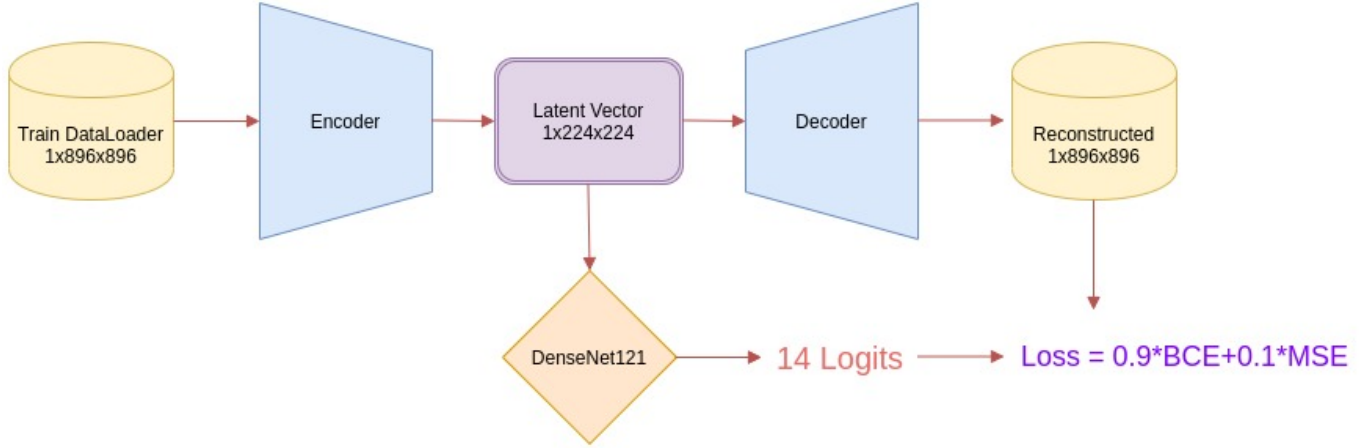 Train DataLoader
1x896x896
Encoder
Latent Vector
1x224x224
Decoder
Reconstructed
1x896x896
DenseNet121
14 Logits
Loss = 0.9*BCE+0.1*MSE